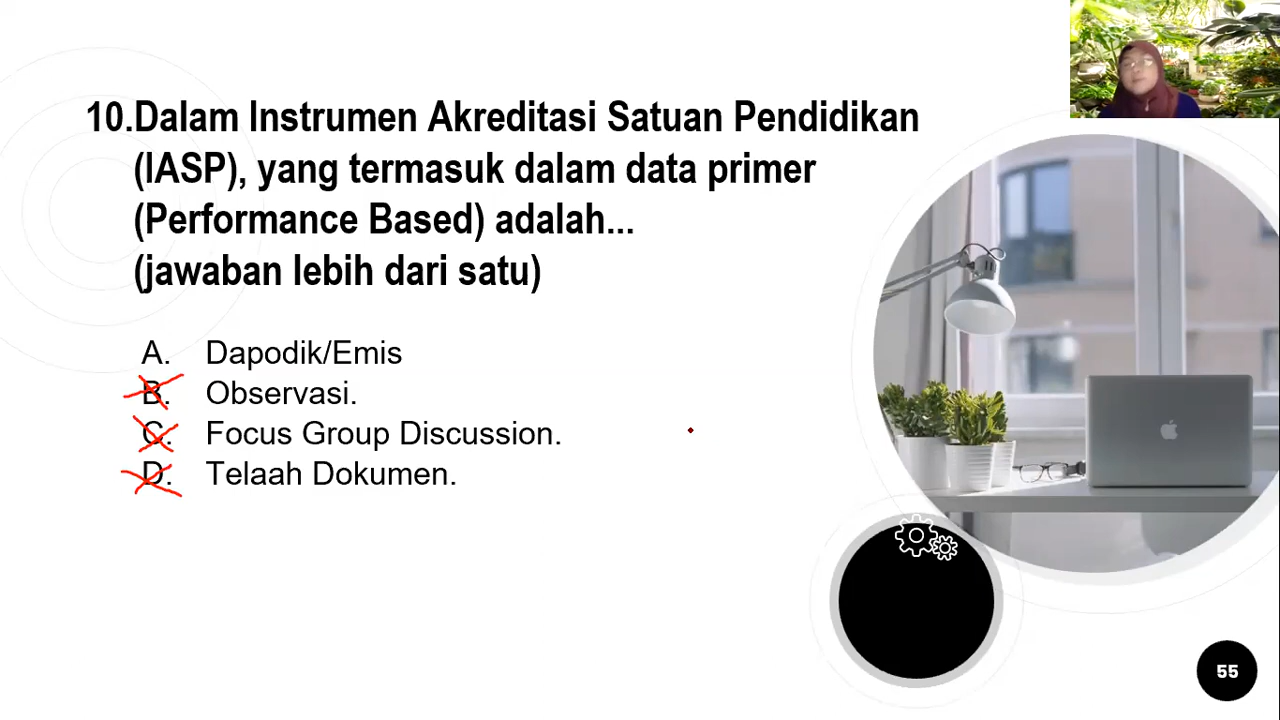 10.Dalam Instrumen Akreditasi Satuan Pendidikan
(IASP), yang termasuk dalam data primer
(Performance Based) adalah...
(jawaban lebih dari satu)
A. Dapodik/Emis
B. Observasi.
C. Focus Group Discussion.
D. Telaah Dokumen.
55